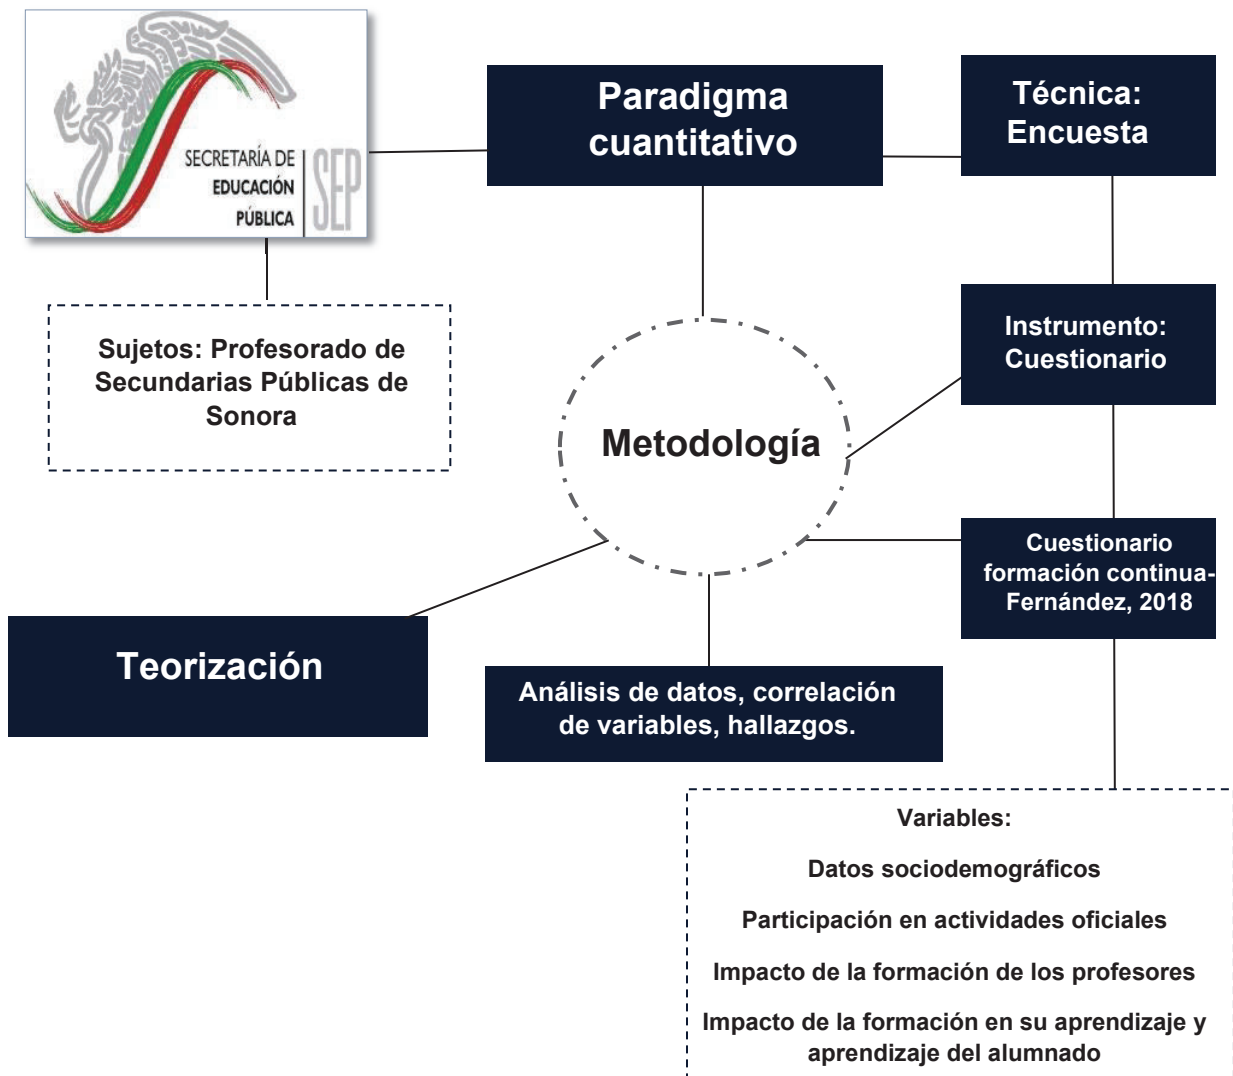 SECRETARÍA DE
EDUCACIÓN
PÚBLICA
SEP
Paradigma
cuantitativo
Técnica:
Encuesta
Sujetos: Profesorado de
Secundarias Públicas de
Sonora
Instrumento:
Cuestionario
Metodología
Cuestionario
formación continua-
Fernández, 2018
Teorización
Análisis de datos, correlación
de variables, hallazgos.
Variables:
Datos sociodemográficos
Participación en actividades oficiales
Impacto de la formación de los profesores
Impacto de la formación en su aprendizaje y
aprendizaje del alumnado